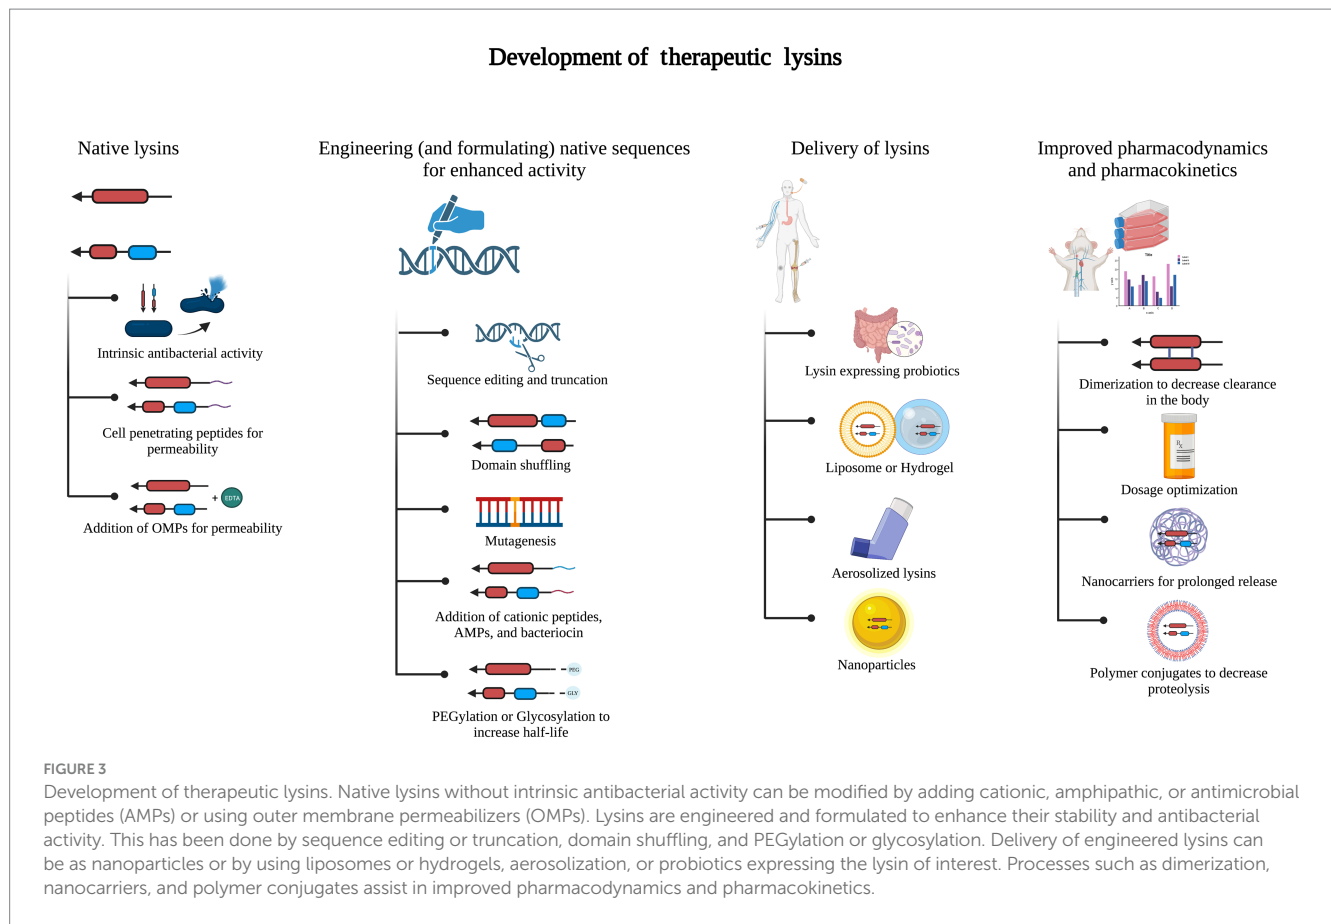 Development of therapeutic lysins
Native lysins
Intrinsic antibacterial activity
Cell penetrating peptides for
permeability
+ EDTA
Addition of OMPs for permeability
Engineering (and formulating) native sequences
for enhanced activity
Sequence editing and truncation
Domain shuffling
Mutagenesis
Addition of cationic peptides,
AMPs, and bacteriocin
PEG
GLY
PEGylation or Glycosylation to
increase half-life
Delivery of lysins
Lysin expressing probiotics
Liposome or Hydrogel
Aerosolized lysins
Nanoparticles
Improved pharmacodynamics
and pharmacokinetics
Title
Dimerization to decrease clearance
in the body
Rx
Dosage optimization
Nanocarriers for prolonged release
Polymer conjugates to decrease
proteolysis
FIGURE 3
Development of therapeutic lysins. Native lysins without intrinsic antibacterial activity can be modified by adding cationic, amphipathic, or antimicrobial
peptides (AMPs) or using outer membrane permeabilizers (OMPs). Lysins are engineered and formulated to enhance their stability and antibacterial
activity. This has been done by sequence editing or truncation, domain shuffling, and PEGylation or glycosylation. Delivery of engineered lysins can
be as nanoparticles or by using liposomes or hydrogels, aerosolization, or probiotics expressing the lysin of interest. Processes such as dimerization,
nanocarriers, and polymer conjugates assist in improved pharmacodynamics and pharmacokinetics.